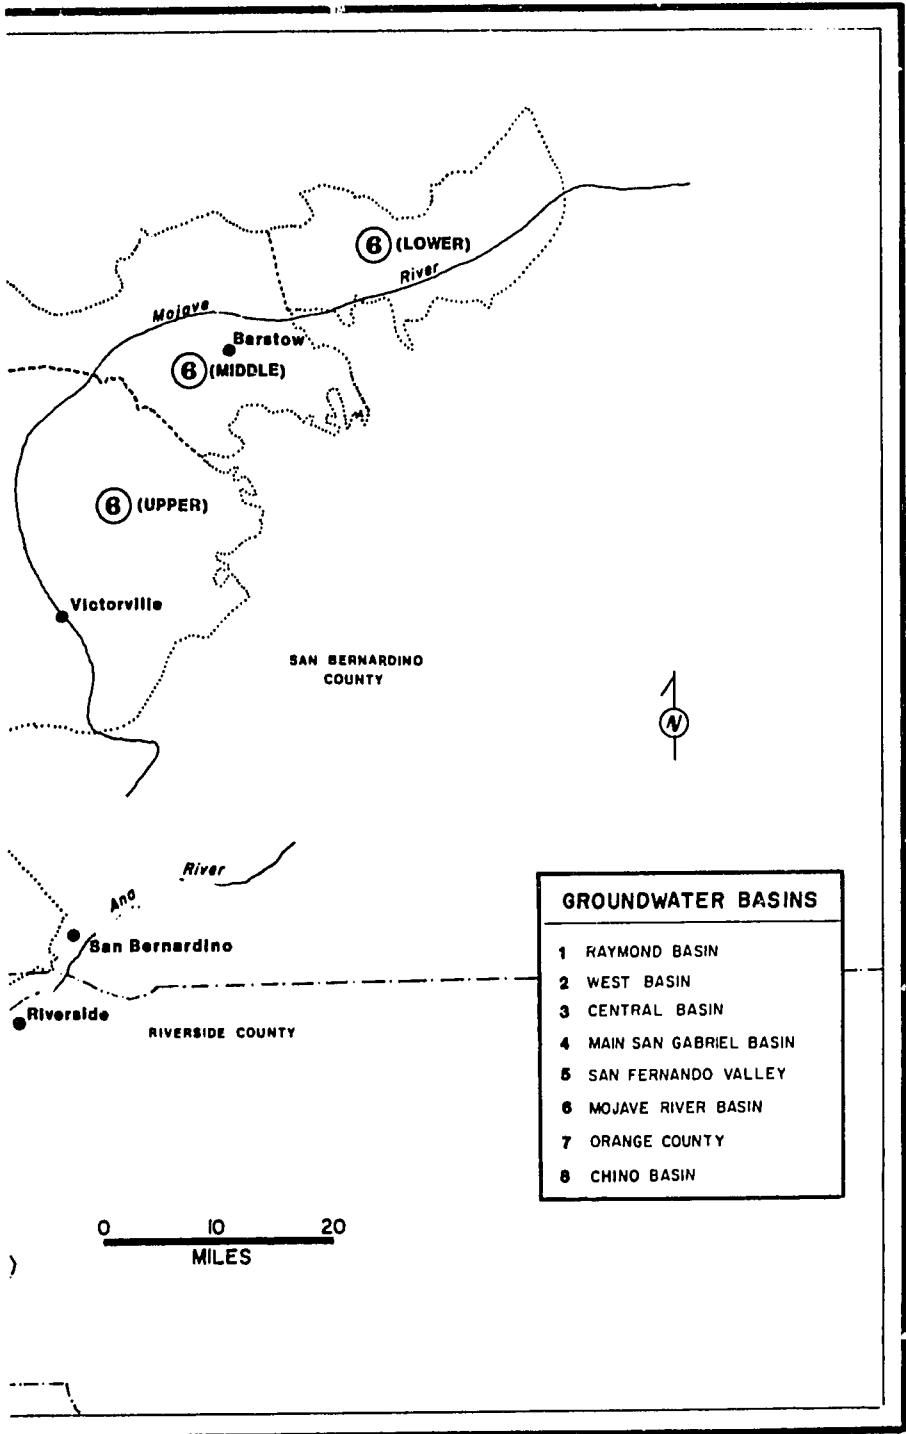 6 (LOWER)
River
Mojave
Barstow
6 (MIDDLE)
6 (UPPER)
Victorville
SAN BERNARDINO
COUNTY
N
River
Ana
San Bernardino
Riverside
RIVERSIDE COUNTY
GROUNDWATER BASINS
1 RAYMOND BASIN
2 WEST BASIN
3 CENTRAL BASIN
4 MAIN SAN GABRIEL BASIN
5 SAN FERNANDO VALLEY
6 MOJAVE RIVER BASIN
7 ORANGE COUNTY
8 CHINO BASIN
0 10 20
MILES